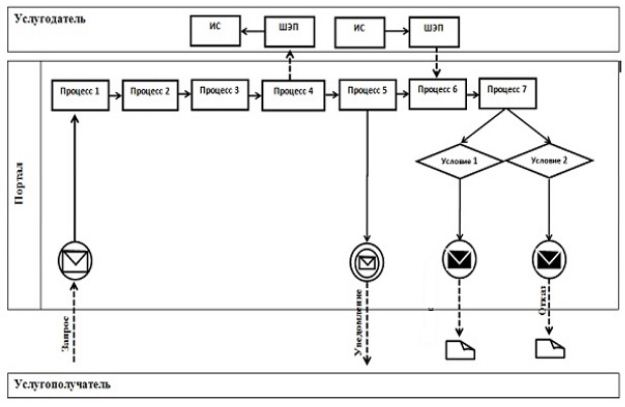 Услугодатель
ИС
ШЭП
ИС
ШЭП
Портал
Процесс 1
Процесс 2
Процесс 3
Процесс 4
Процесс 5
Процесс 6
Процесс 7
Условие 1
Условие 2
Запрос
Уведомление
Отказ
Услугополучатель